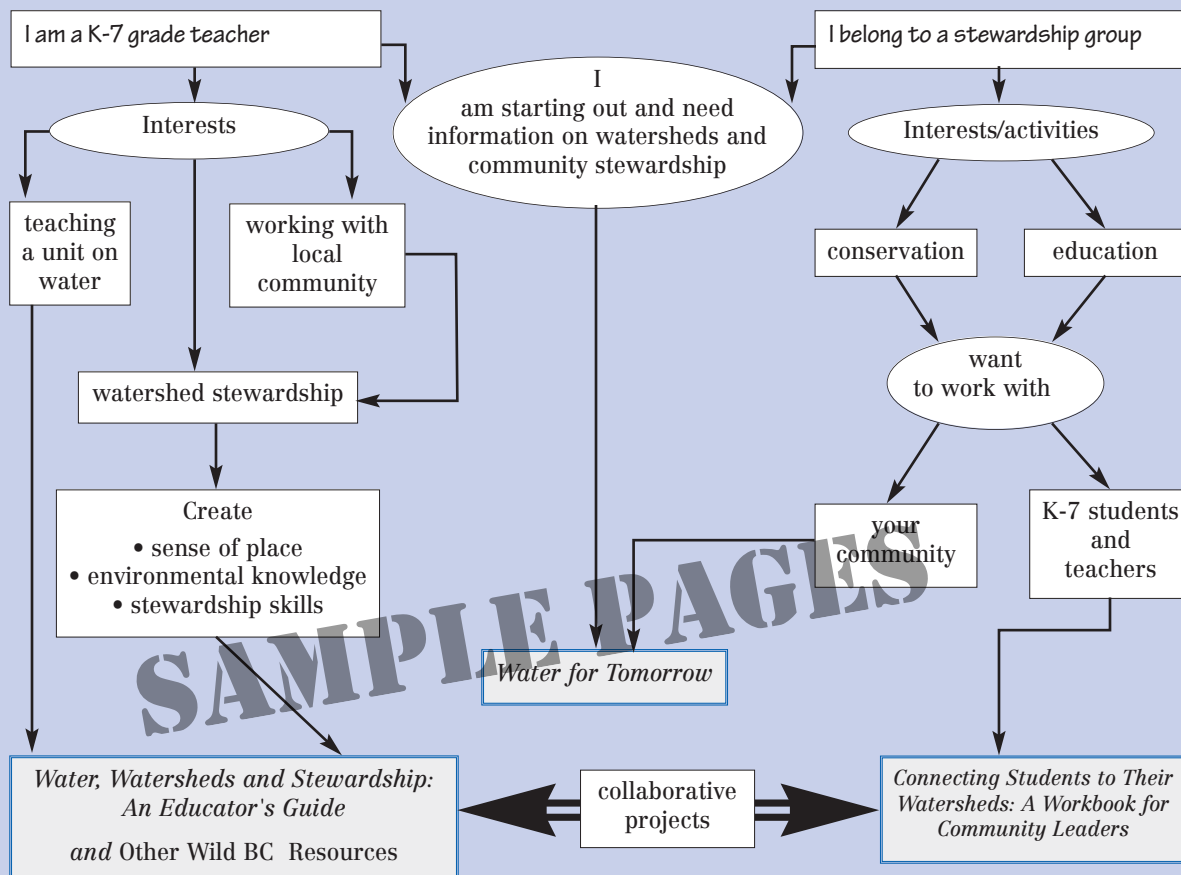 I am a K-7 grade teacher
I belong to a stewardship group
I
am starting out and need
information on watersheds and
community stewardship
Interests
Interests/activities
teaching
a unit on
water
working with
local
community
conservation
education
want
to work with
watershed stewardship
Create
• sense of place
• environmental knowledge
• stewardship skills
your
community
K-7 students
and
teachers
SAMPLE PAGES
Water for Tomorrow
Water, Watersheds and Stewardship:
An Educator's Guide
and Other Wild BC Resources
collaborative
projects
Connecting Students to Their
Watersheds: A Workbook for
Community Leaders